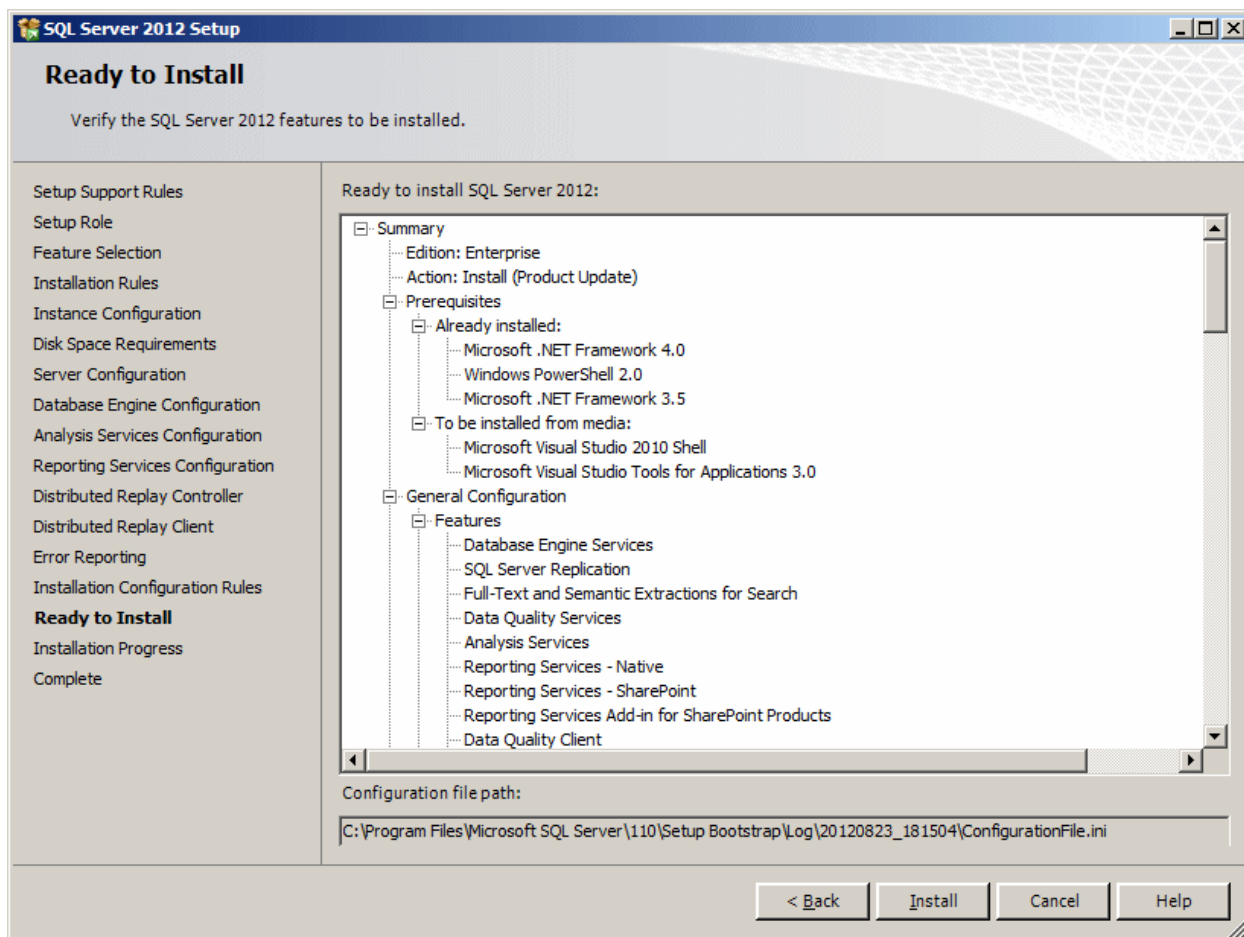 SQL Server 2012 Setup
Ready to Install
Verify the SQL Server 2012 features to be installed.
Setup Support Rules
Setup Role
Feature Selection
Installation Rules
Instance Configuration
Disk Space Requirements
Server Configuration
Database Engine Configuration
Analysis Services Configuration
Reporting Services Configuration
Distributed Replay Controller
Distributed Replay Client
Error Reporting
Installation Configuration Rules
Ready to Install
Installation Progress
Complete
Ready to install SQL Server 2012:
Summary
Edition: Enterprise
Action: Install (Product Update)
Prerequisites
Already installed:
Microsoft .NET Framework 4.0
Windows PowerShell 2.0
Microsoft .NET Framework 3.5
To be installed from media:
Microsoft Visual Studio 2010 Shell
Microsoft Visual Studio Tools for Applications 3.0
General Configuration
Features
Database Engine Services
SQL Server Replication
Full-Text and Semantic Extractions for Search
Data Quality Services
Analysis Services
Reporting Services - Native
Reporting Services - SharePoint
Reporting Services Add-in for SharePoint Products
Data Quality Client
Configuration file path:
C:\Program Files\Microsoft SQL Server\110\Setup Bootstrap\Log\20120823_181504\ConfigurationFile.ini
< Back
Install
Cancel
Help